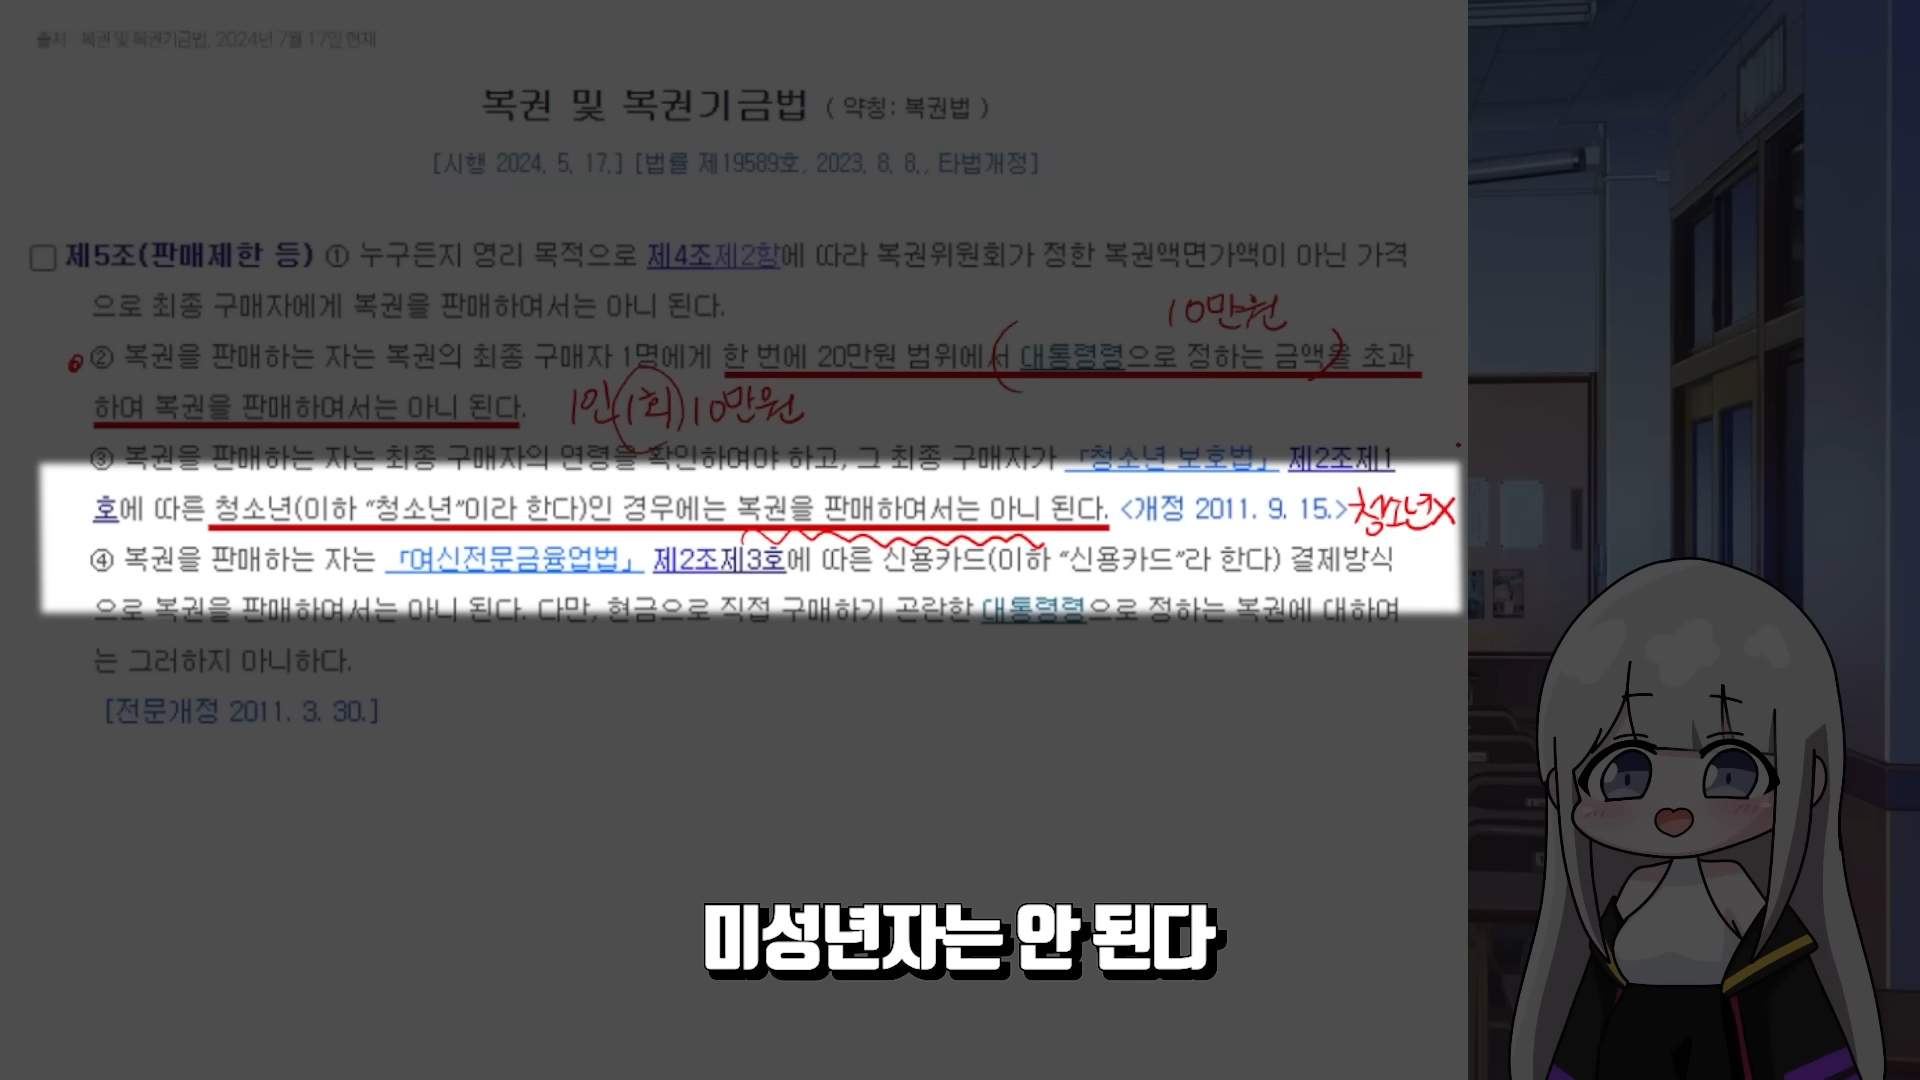 출처 : 복권 및 복권기금법, 2024년 7월 17일 현재
복권 및 복권기금법 ( 약칭: 복권법 )
[시행 2024. 5. 17.] [법률 제19589호, 2023. 8. 8., 타법개정]
제5조(판매제한 등) ① 누구든지 영리 목적으로 제4조제2항에 따라 복권위원회가 정한 복권액면가액이 아닌 가격
으로 최종 구매자에게 복권을 판매하여서는 아니 된다.
10만원
② 복권을 판매하는 자는 복권의 최종 구매자 1명에게 한 번에 20만원 범위에서 대통령령으로 정하는 금액을 초과
하여 복권을 판매하여서는 아니 된다. 1인 (1회) 10만원
③ 복권을 판매하는 자는 최종 구매자의 연령을 확인하여야 하고, 그 최종 구매자가 「청소년 보호법」 제2조제1
호에 따른 청소년(이하 “청소년”이라 한다)인 경우에는 복권을 판매하여서는 아니 된다. <개정 2011. 9. 15.> 청소년X
④ 복권을 판매하는 자는 「여신전문금융업법」 제2조제3호에 따른 신용카드(이하 “신용카드”라 한다) 결제방식
으로 복권을 판매하여서는 아니 된다. 다만, 현금으로 직접 구매하기 곤란한 대통령령으로 정하는 복권에 대하여
는 그러하지 아니하다.
[전문개정 2011. 3. 30.]
미성년자는 안 된다